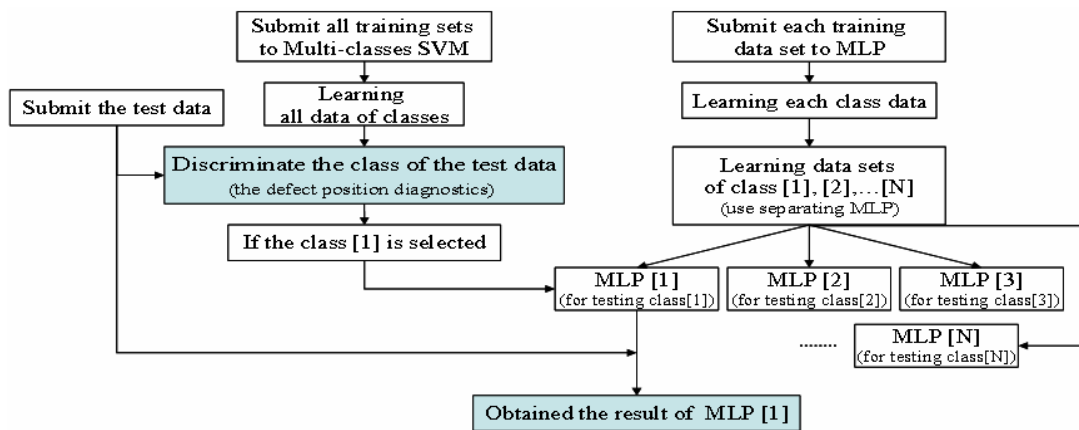 Submit all training sets
to Multi-classes SVM
Submit each training
data set to MLP
Submit the test data
Learning
all data of classes
Learning each class data
Discriminate the class of the test data
(the defect position diagnostics)
Learning data sets
of class [1], [2],...[N]
(use separating MLP)
If the class [1] is selected
MLP [1]
(for testing class[1])
MLP [2]
(for testing class[2])
MLP [3]
(for testing class[3])
........
MLP [N]
(for testing class[N])
Obtained the result of MLP [1]